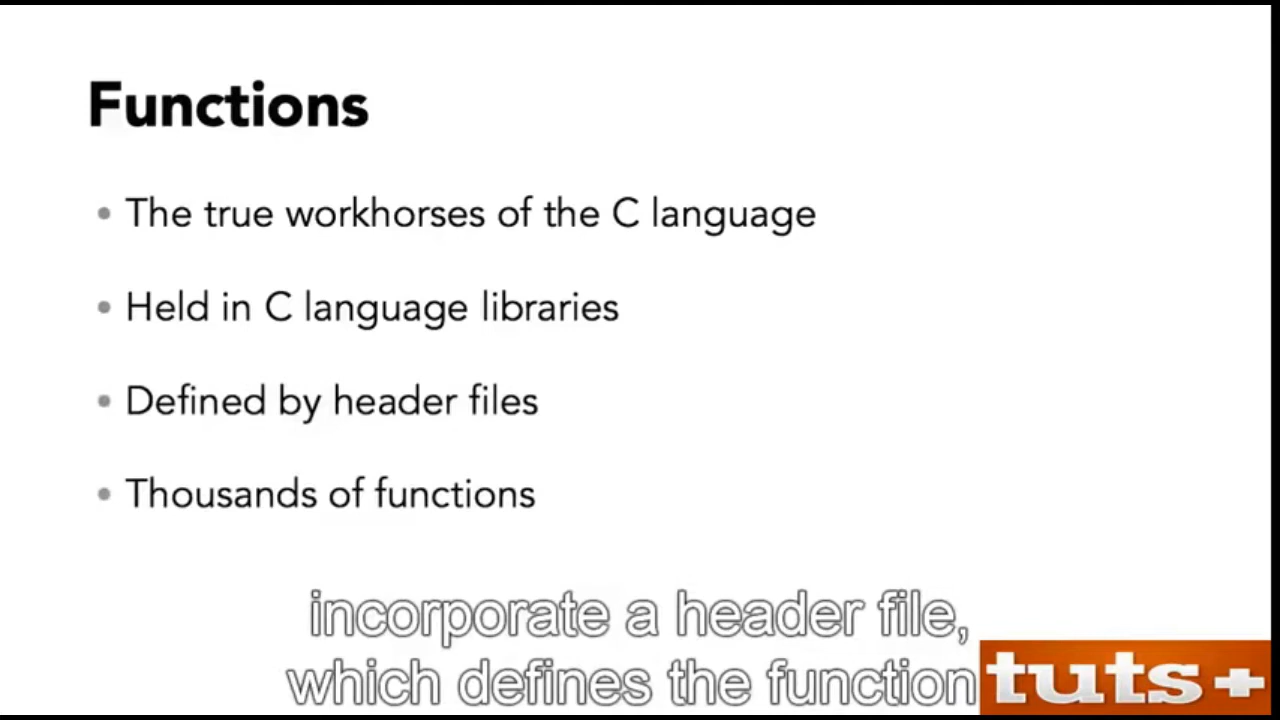 Functions
• The true workhorses of the C language
• Held in C language libraries
• Defined by header files
• Thousands of functions
incorporate a header file,
which defines the function
tuts+